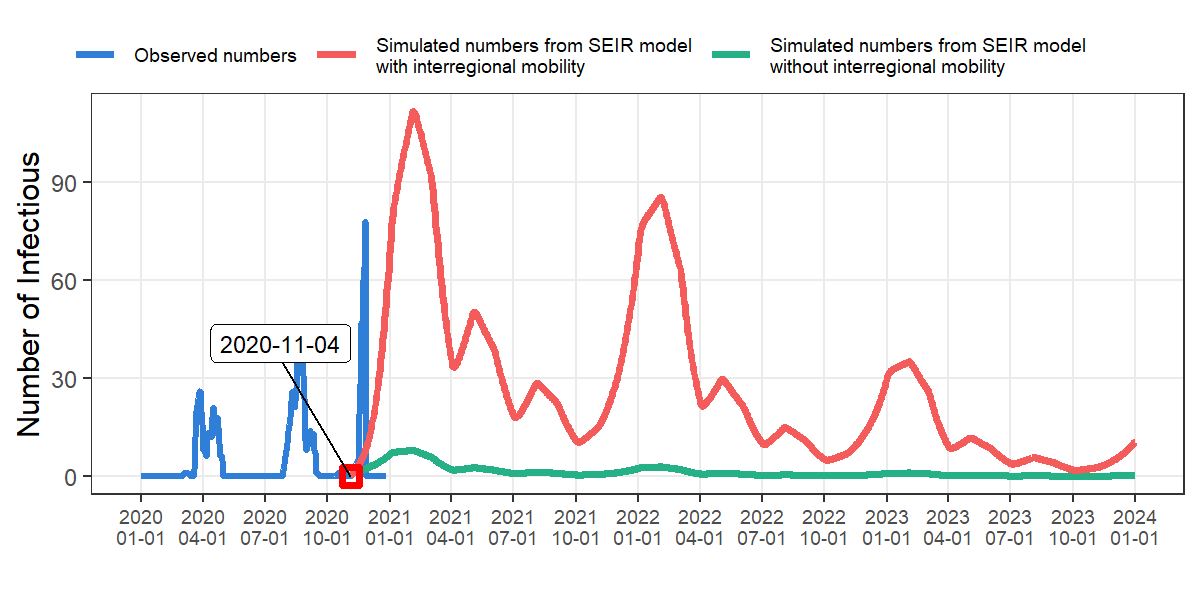 Observed numbers
Simulated numbers from SEIR model
with interregional mobility
Simulated numbers from SEIR model
without interregional mobility
Number of Infectious
90
60
30
0
2020-11-04
2020 2020 2020 2020 2021 2021 2021 2021 2022 2022 2022 2022 2023 2023 2023 2023 2024
01-01 04-01 07-01 10-01 01-01 04-01 07-01 10-01 01-01 04-01 07-01 10-01 01-01 04-01 07-01 10-01 01-01